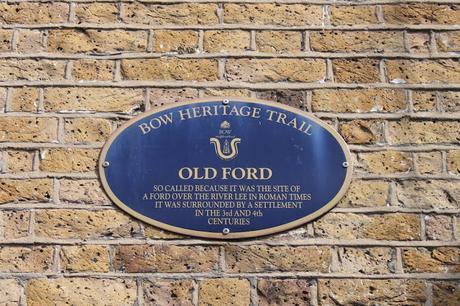 BOW HERITAGE TRAIL
BOW
OLD FORD
SO CALLED BECAUSE IT WAS THE SITE OF
A FORD OVER THE RIVER LEE IN ROMAN TIMES
IT WAS SURROUNDED BY A SETTLEMENT
IN THE 3rd AND 4th
CENTURIES